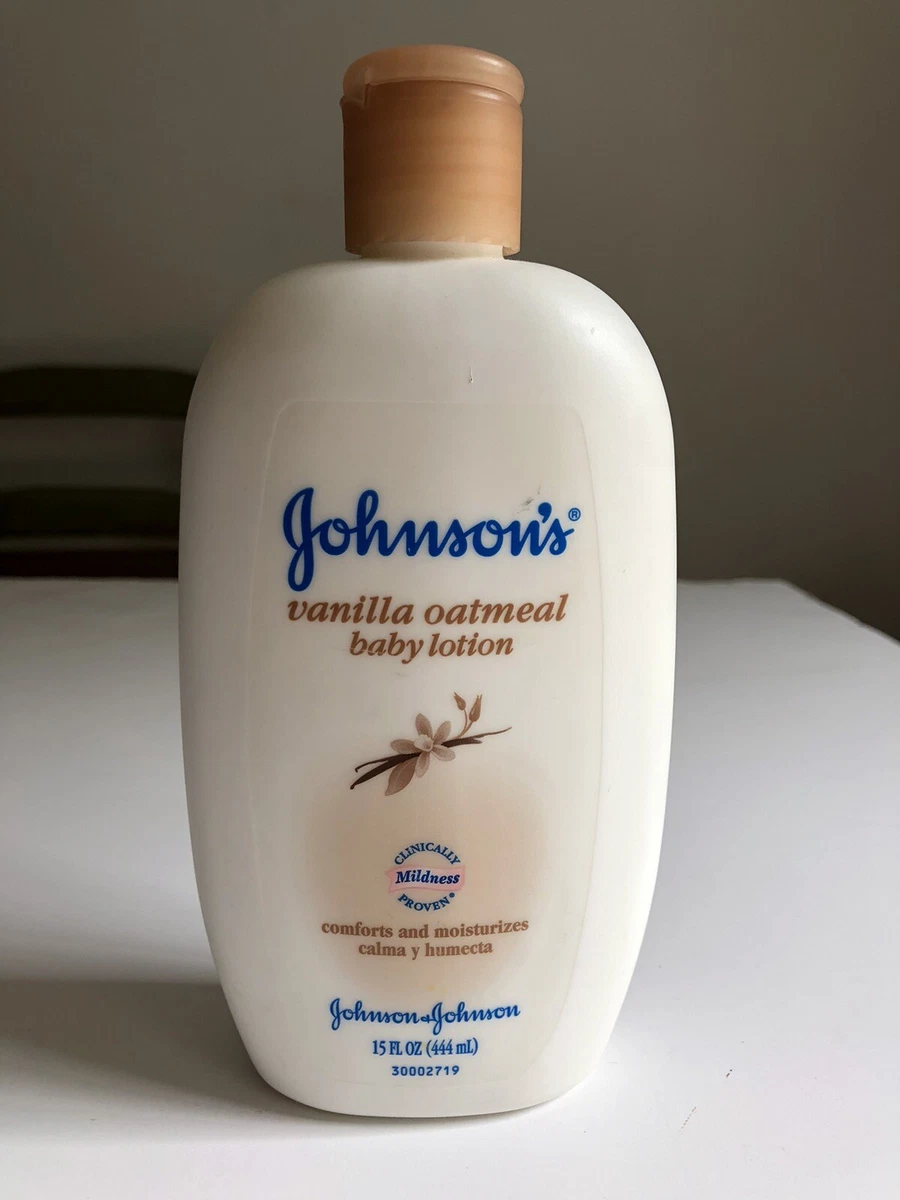 Johnson's®
vanilla oatmeal
baby lotion
CLINICALLY
Mildness
PROVEN®
comforts and moisturizes
calma y humecta
Johnson & Johnson
15 FL OZ (444 mL)
30002719